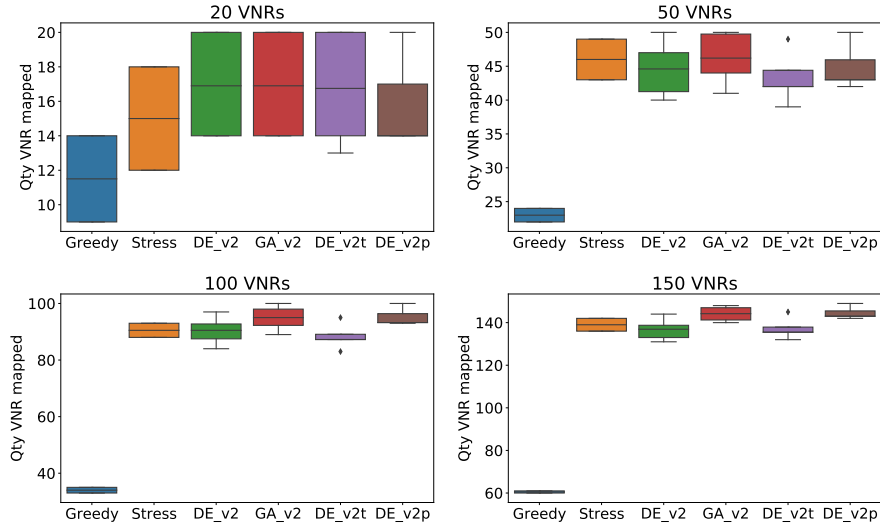 20 VNRs
Qty VNR mapped
20
18
16
14
12
10
Greedy Stress DE_v2 GA_v2 DE_v2t DE_v2p
50 VNRs
Qty VNR mapped
50
45
40
35
30
25
Greedy Stress DE_v2 GA_v2 DE_v2t DE_v2p
100 VNRs
Qty VNR mapped
100
80
60
40
Greedy Stress DE_v2 GA_v2 DE_v2t DE_v2p
150 VNRs
Qty VNR mapped
140
120
100
80
60
Greedy Stress DE_v2 GA_v2 DE_v2t DE_v2p